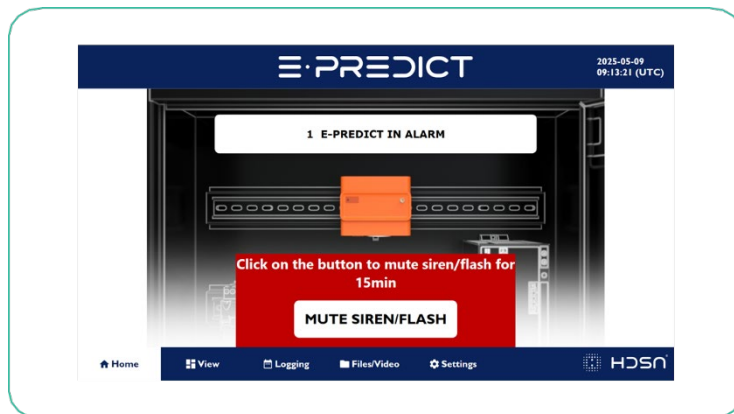 E·PREDICT
2025-05-09
09:13:21 (UTC)
1 E-PREDICT IN ALARM
Click on the button to mute siren/flash for
15min
MUTE SIREN/FLASH
Home View Logging Files/Video Settings HDSN